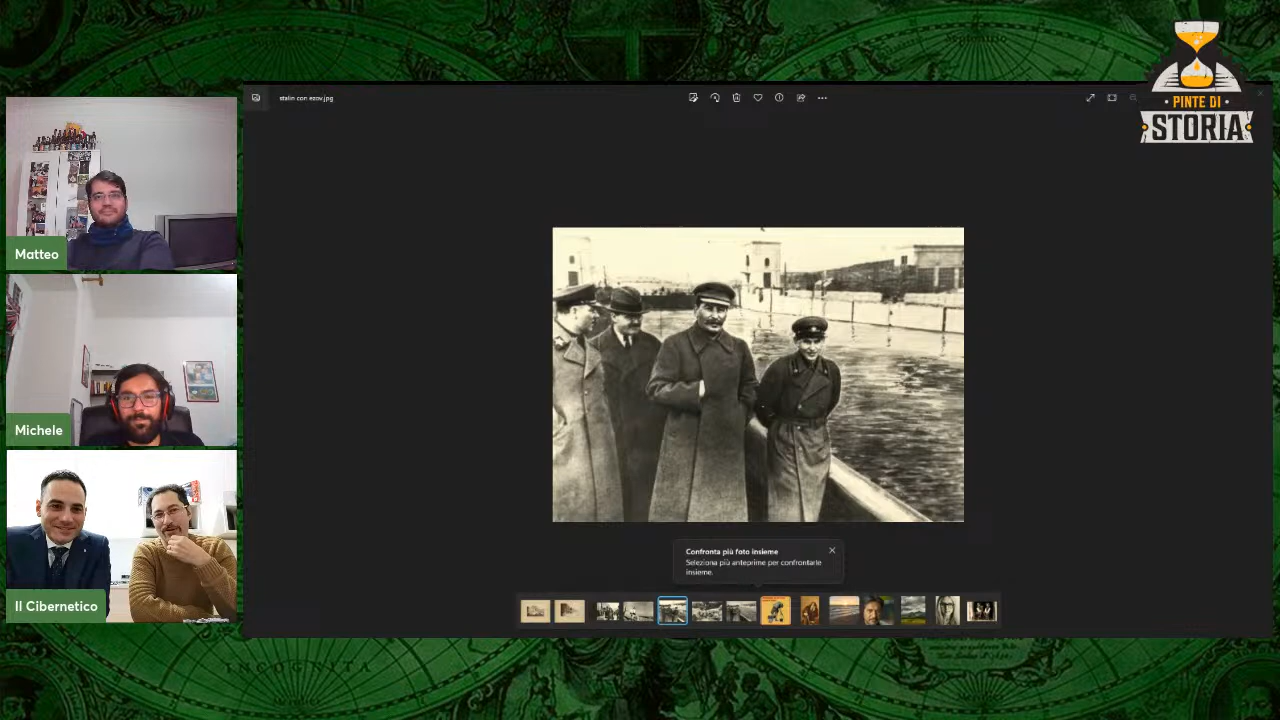 stalin con ezov.jpg
PINTE DI
STORIA
Matteo
Michele
Il Cibernetico
Confronta più foto insieme
Seleziona più anteprime per confrontarle
insieme.
INCOGNITA